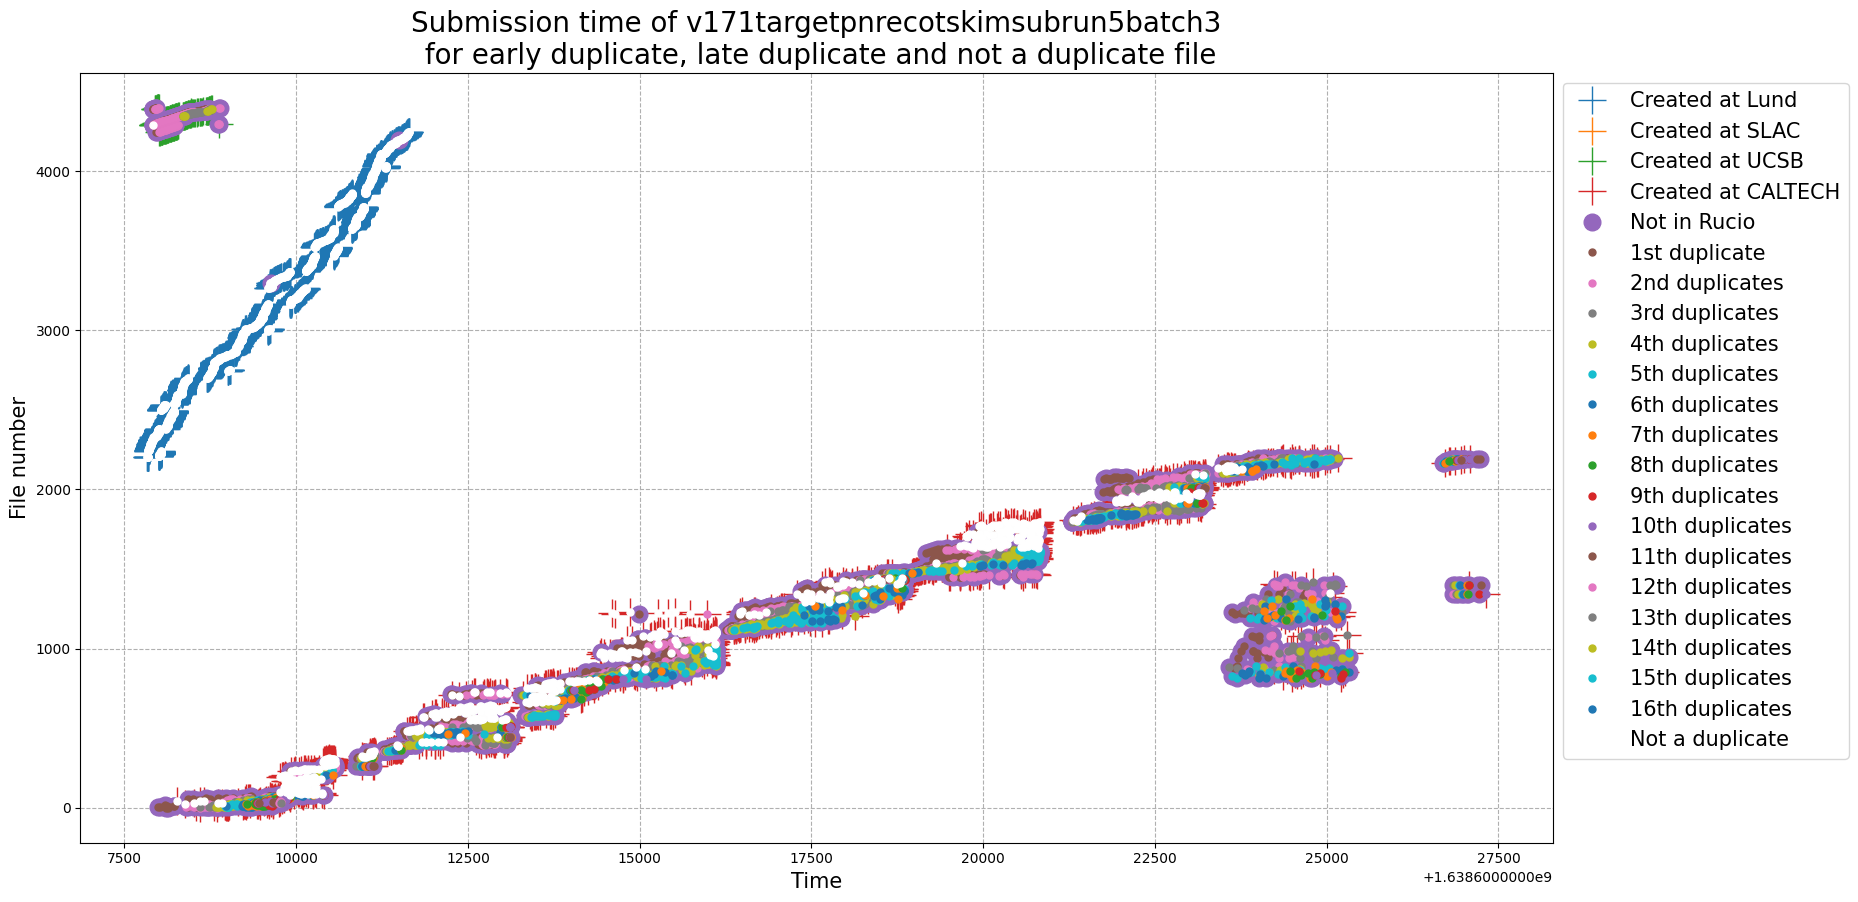 Submission time of v171targetpnrecotskimsubrun5batch3
for early duplicate, late duplicate and not a duplicate file
File number
4000
3000
2000
1000
0
7500
10000
12500
15000
17500
20000
22500
25000
27500
+1.6386000000e9
Time
Created at Lund
Created at SLAC
Created at UCSB
Created at CALTECH
Not in Rucio
1st duplicate
2nd duplicates
3rd duplicates
4th duplicates
5th duplicates
6th duplicates
7th duplicates
8th duplicates
9th duplicates
10th duplicates
11th duplicates
12th duplicates
13th duplicates
14th duplicates
15th duplicates
16th duplicates
Not a duplicate